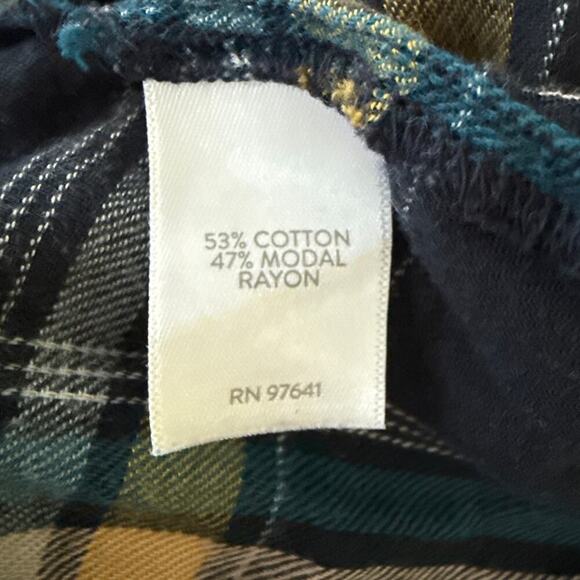 53% COTTON
47% MODAL
RAYON
RN 97641